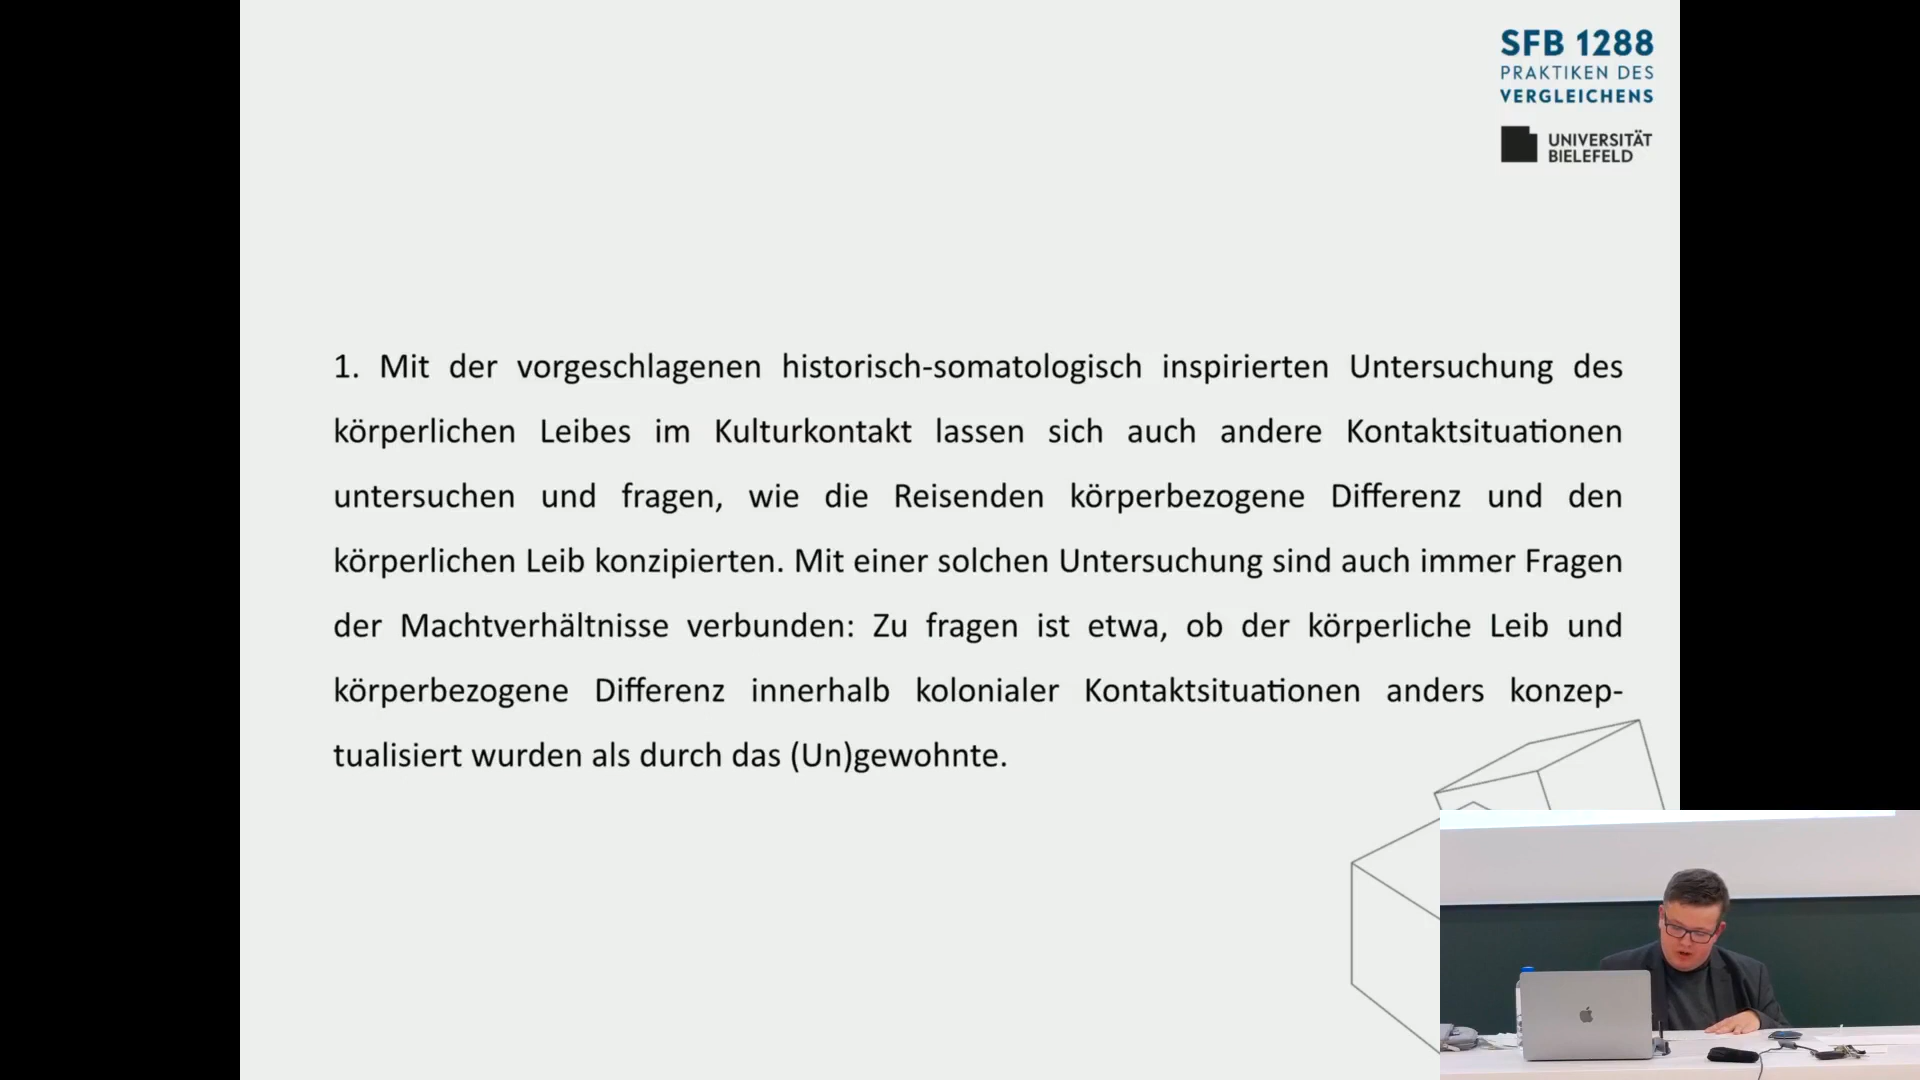 SFB 1288
PRAKTIKEN DES
VERGLEICHENS
UNIVERSITÄT
BIELEFELD
1. Mit der vorgeschlagenen historisch-somatologisch inspirierten Untersuchung des
körperlichen Leibes im Kulturkontakt lassen sich auch andere Kontaktsituationen
untersuchen und fragen, wie die Reisenden körperbezogene Differenz und den
körperlichen Leib konzipierten. Mit einer solchen Untersuchung sind auch immer Fragen
der Machtverhältnisse verbunden: Zu fragen ist etwa, ob der körperliche Leib und
körperbezogene Differenz innerhalb kolonialer Kontaktsituationen anders konzep-
tualisiert wurden als durch das (Un)gewohnte.